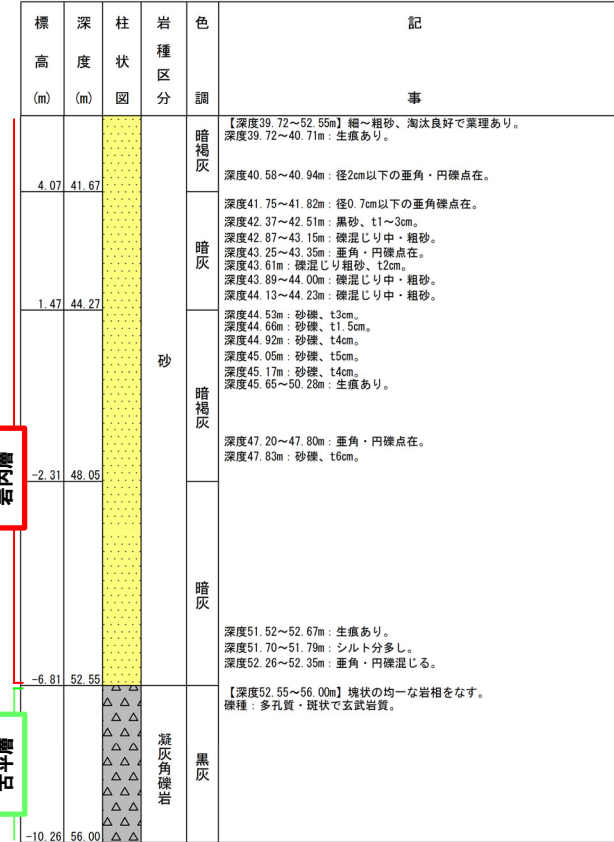 標高(m)
深度(m)
柱状図
岩種区分
色調
記事
【深度39.72～52.55m】細～粗砂、淘汰良好で葉理あり。
深度39.72～40.71m：生痕あり。
暗褐灰
深度40.58～40.94m：径2cm以下の亜角・円礫点在。
4.07 41.67
深度41.75～41.82m：径0.7cm以下の亜角礫点在。
深度42.37～42.51m：黒砂、t1～3cm。
深度42.87～43.15m：礫混じり中・粗砂。
暗灰
深度43.25～43.35m：亜角・円礫点在。
深度43.61m：礫混じり粗砂、t2cm。
深度43.89～44.00m：礫混じり中・粗砂。
深度44.13～44.23m：礫混じり中・粗砂。
1.47 44.27
深度44.53m：砂礫、t3cm。
深度44.66m：砂礫、t1.5cm。
深度44.92m：砂礫、t4cm。
深度45.05m：砂礫、t5cm。
砂
深度45.17m：砂礫、t4cm。
深度45.65～50.28m：生痕あり。
暗褐灰
深度47.20～47.80m：亜角・円礫点在。
深度47.83m：砂礫、t6cm。
岩内層
-2.31 48.05
暗灰
深度51.52～52.67m：生痕あり。
深度51.70～51.79m：シルト分多し。
深度52.26～52.35m：亜角・円礫混じる。
-6.81 52.55
【深度52.55～56.00m】塊状の均一な岩相をなす。
礫種：多孔質・斑状で玄武岩質。
古平層
凝灰角礫岩
黒灰
-10.26 56.00